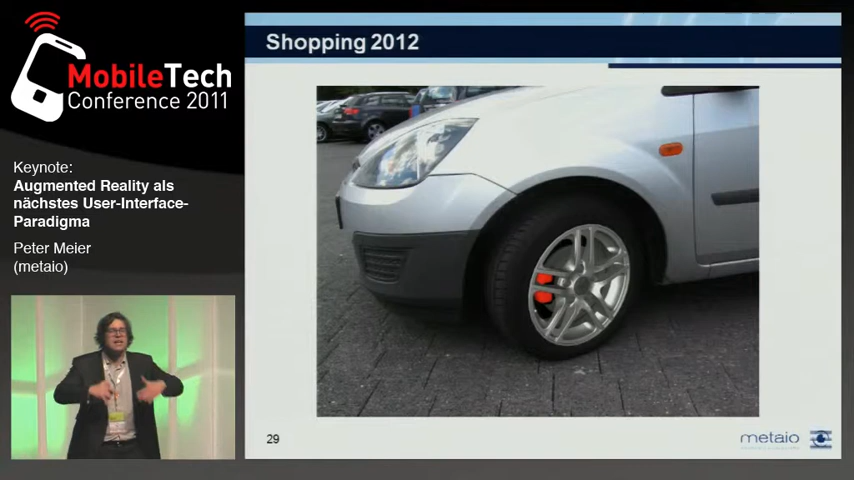 MobileTech
Conference 2011
Keynote:
Augmented Reality als
nächstes User-Interface-
Paradigma
Peter Meier
(metaio)
Shopping 2012
29
metaio